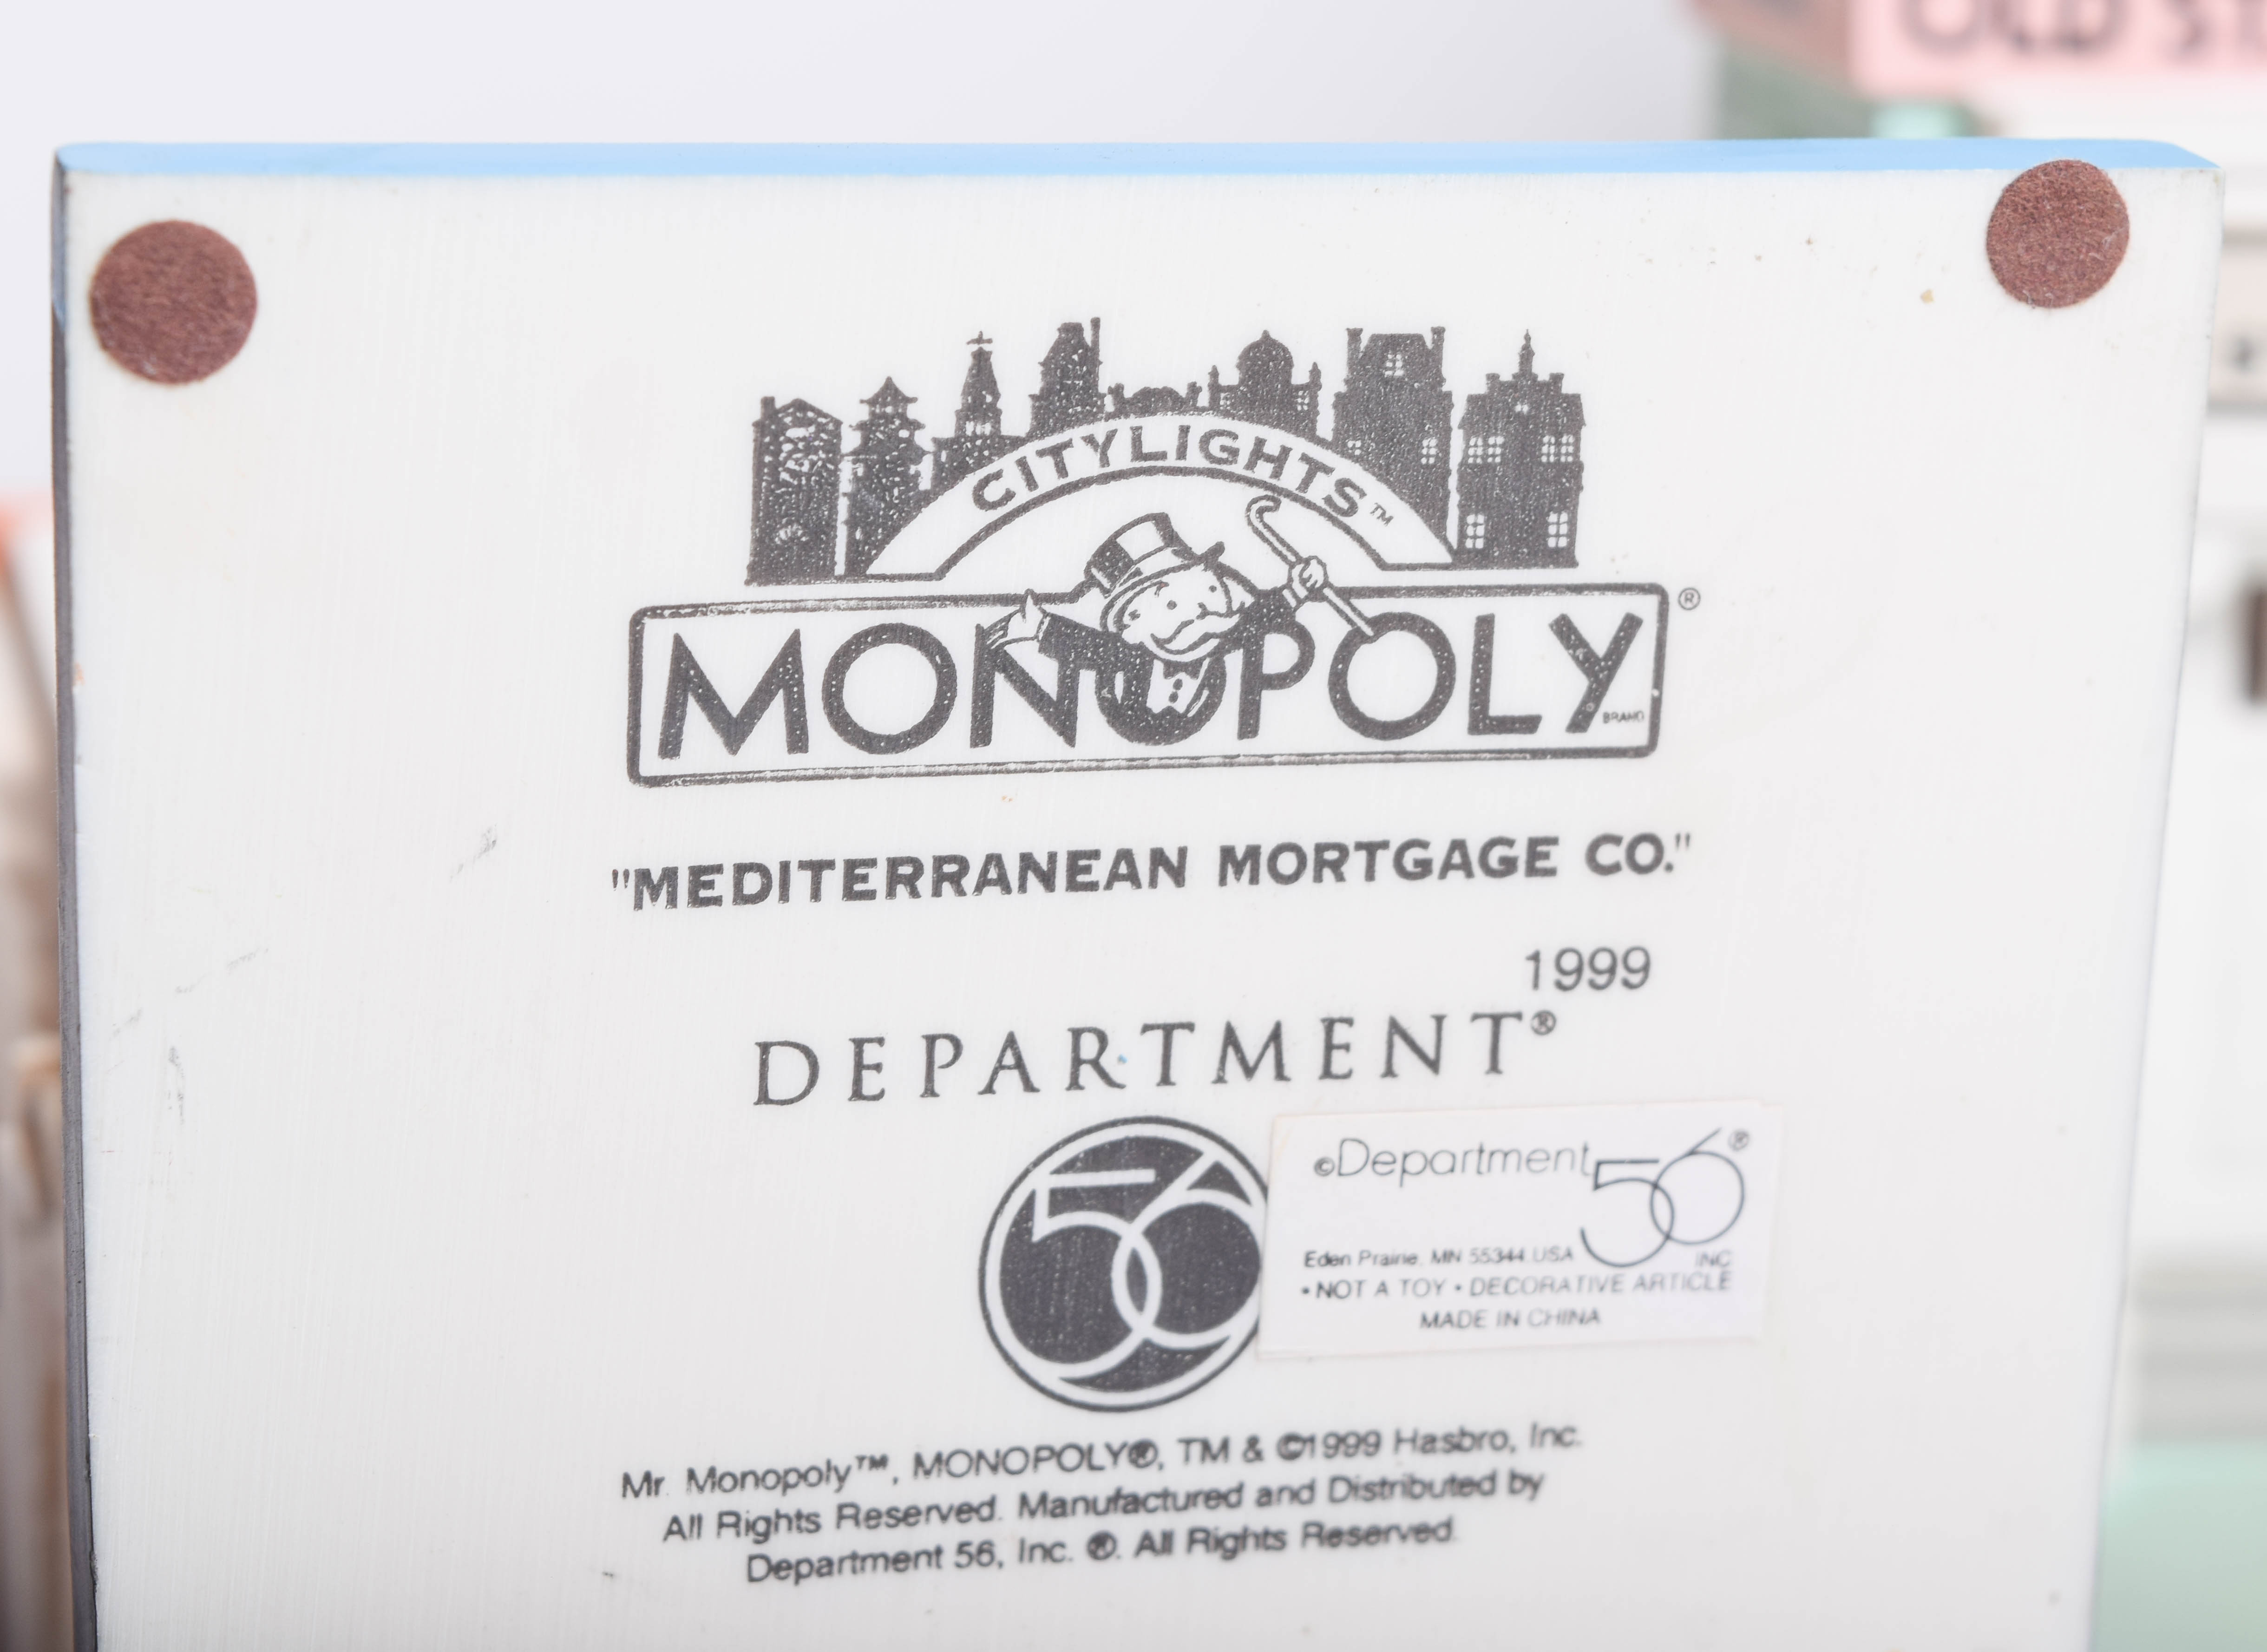 OLD ST
CITYLIGHTS™
MONOPOLY®
BRAND
"MEDITERRANEAN MORTGAGE CO."
1999
DEPARTMENT®
56
©Department 56®
Eden Prairie, MN 55344 USA INC
• NOT A TOY • DECORATIVE ARTICLE
MADE IN CHINA
Mr. Monopoly™, MONOPOLY®, TM & ©1999 Hasbro, Inc.
All Rights Reserved. Manufactured and Distributed by
Department 56, Inc. ®. All Rights Reserved.